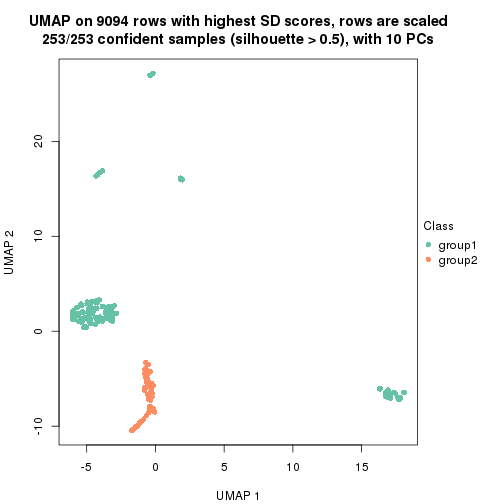 UMAP on 9094 rows with highest SD scores, rows are scaled
253/253 confident samples (silhouette > 0.5), with 10 PCs
20
10
0
-10
UMAP 2
-5
0
5
10
15
UMAP 1
Class
group1
group2